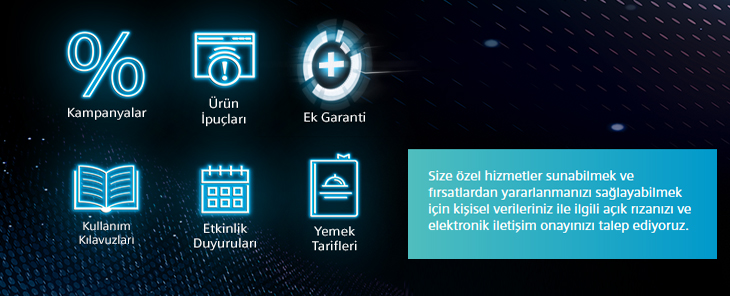 %
Kampanyalar
Ürün
İpuçları
Ek Garanti
Kullanım
Kılavuzları
Etkinlik
Duyuruları
Yemek
Tarifleri
Size özel hizmetler sunabilmek ve
fırsatlardan yararlanmanızı sağlayabilmek
için kişisel verileriniz ile ilgili açık rızanızı ve
elektronik iletişim onayınızı talep ediyoruz.